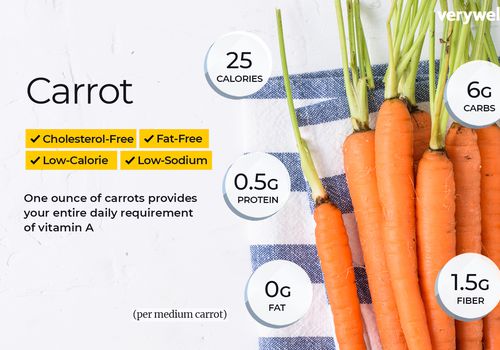 verywel
25
CALORIES
Carrot
6G
CARBS
✓ Cholesterol-Free ✓ Fat-Free
✓ Low-Calorie ✓ Low-Sodium
0.5G
PROTEIN
One ounce of carrots provides
your entire daily requirement
of vitamin A
0G
FAT
1.5G
FIBER
(per medium carrot)